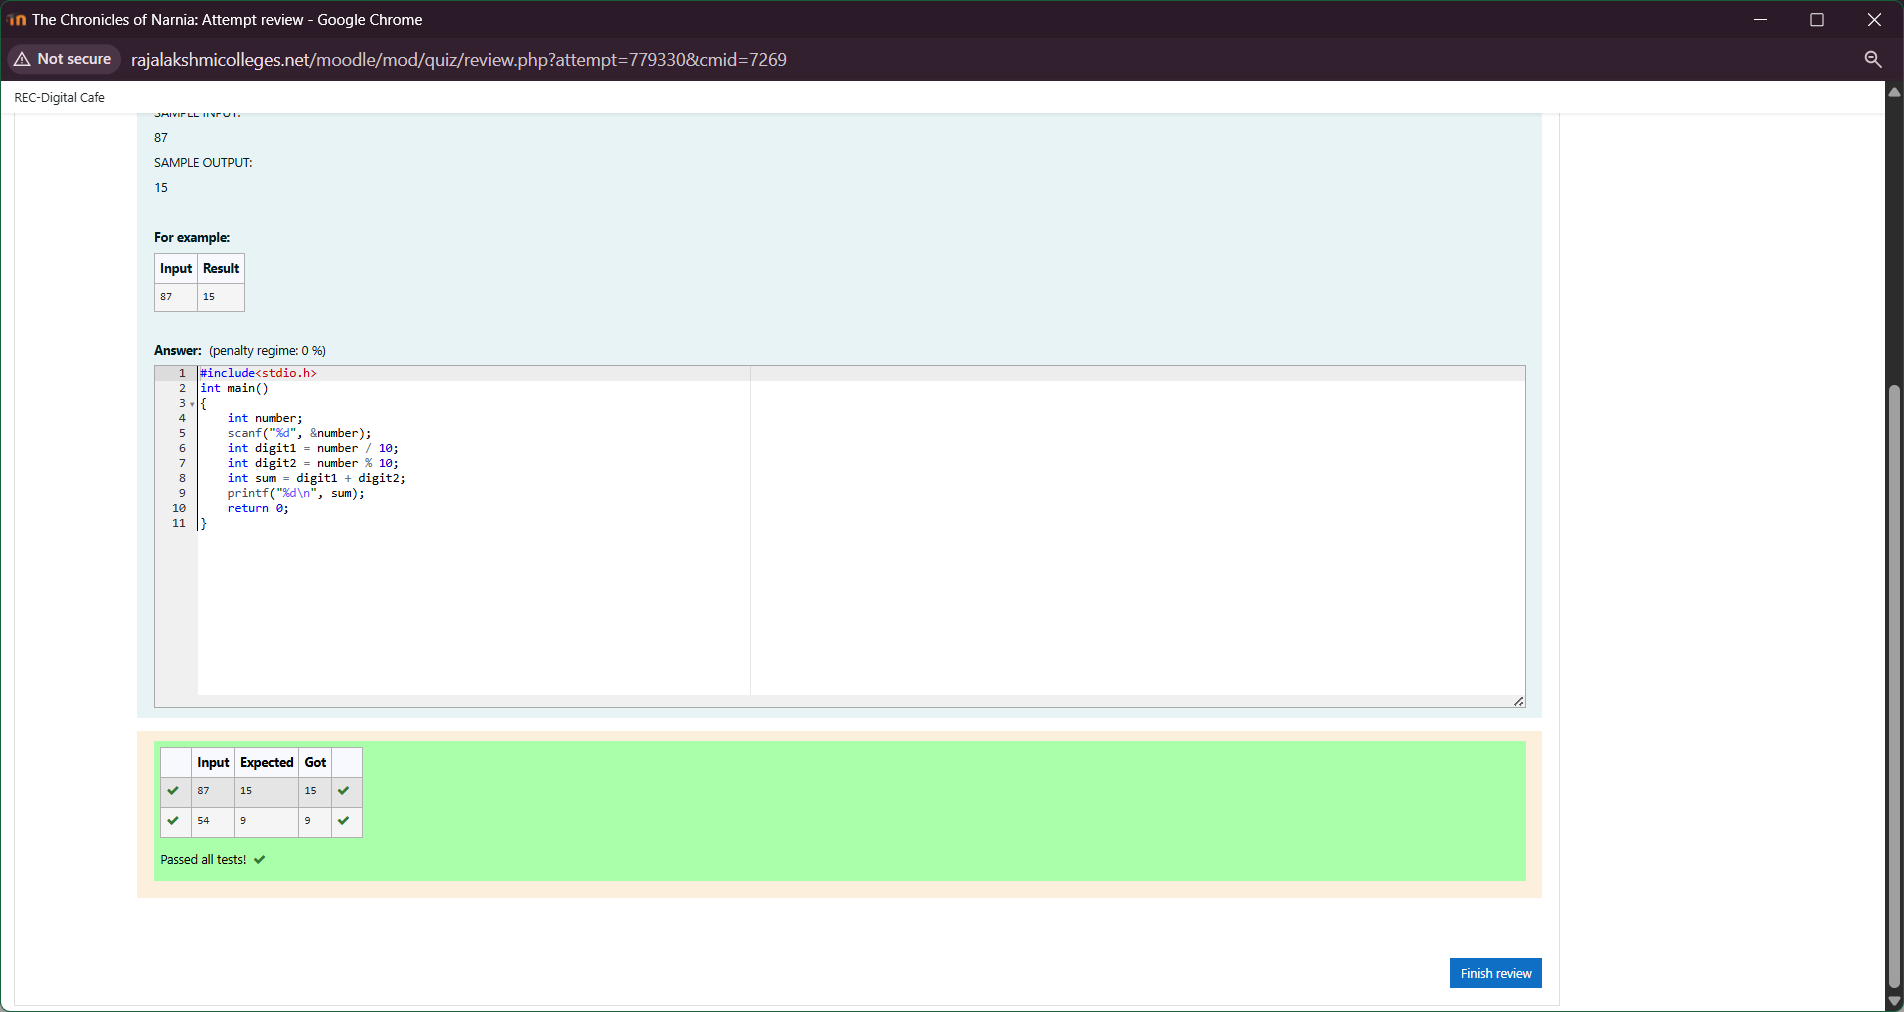 The Chronicles of Narnia: Attempt review - Google Chrome
Not secure rajalakshmicolleges.net/moodle/mod/quiz/review.php?attempt=779330&cmid=7269
REC-Digital Cafe
SAMPLE INPUT:
87
SAMPLE OUTPUT:
15
For example:
Input Result
87 15
Answer: (penalty regime: 0 %)
1 #include<stdio.h>
2 int main()
3 {
4 int number;
5 scanf("%d", &number);
6 int digit1 = number / 10;
7 int digit2 = number % 10;
8 int sum = digit1 + digit2;
9 printf("%d\n", sum);
10 return 0;
11 }
Input Expected Got
87 15 15
54 9 9
Passed all tests!
Finish review